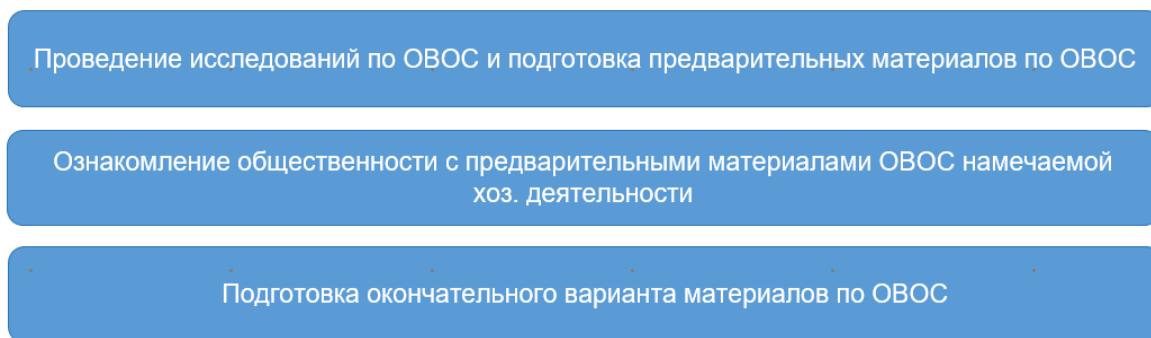 Проведение исследований по ОВОС и подготовка предварительных материалов по ОВОС
Ознакомление общественности с предварительными материалами ОВОС намечаемой
хоз. деятельности
Подготовка окончательного варианта материалов по ОВОС